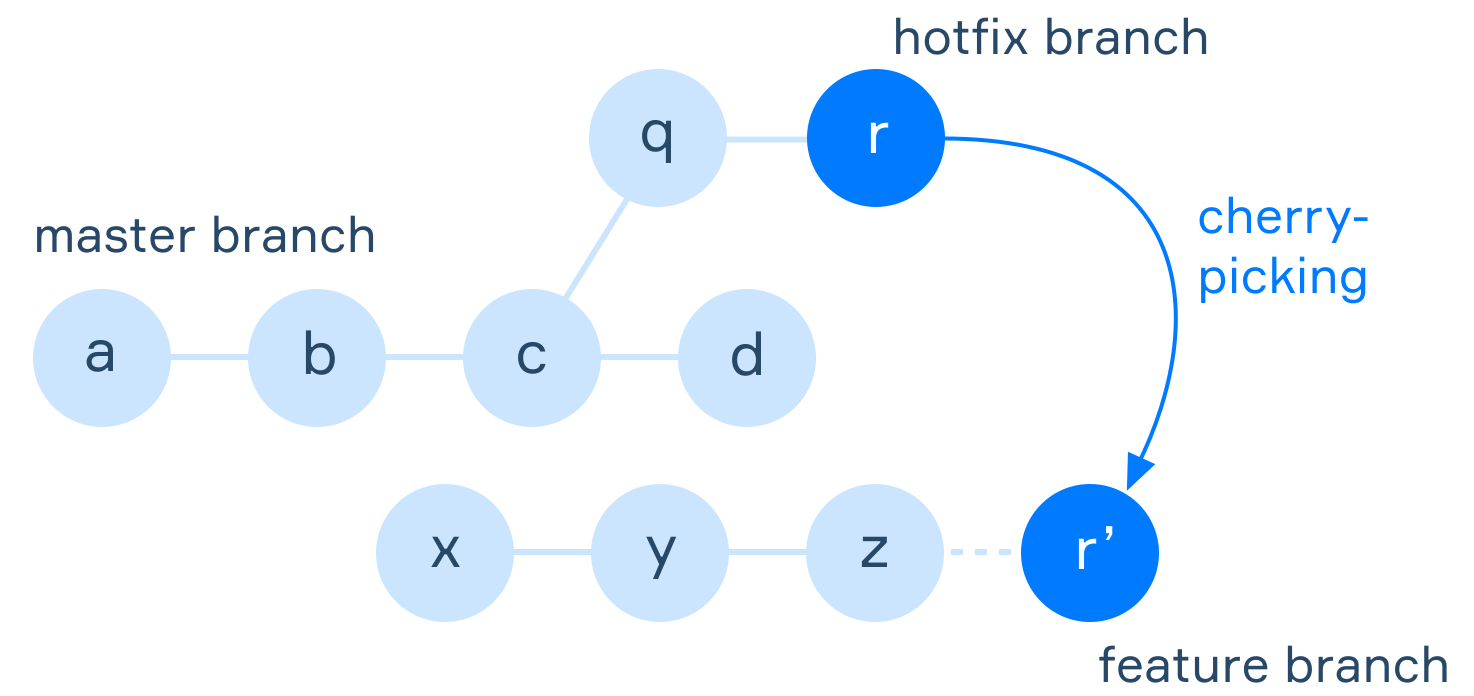 hotfix branch
q
r
master branch
cherry-
picking
a
b
c
d
x
y
z
r’
feature branch